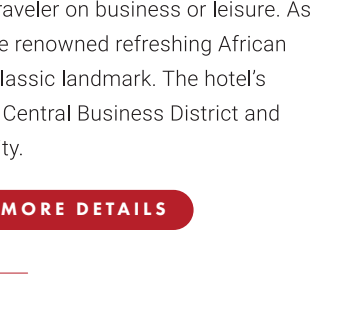 raveler on business or leisure. As
e renowned refreshing African
lassic landmark. The hotel's
Central Business District and
ty.
MORE DETAILS